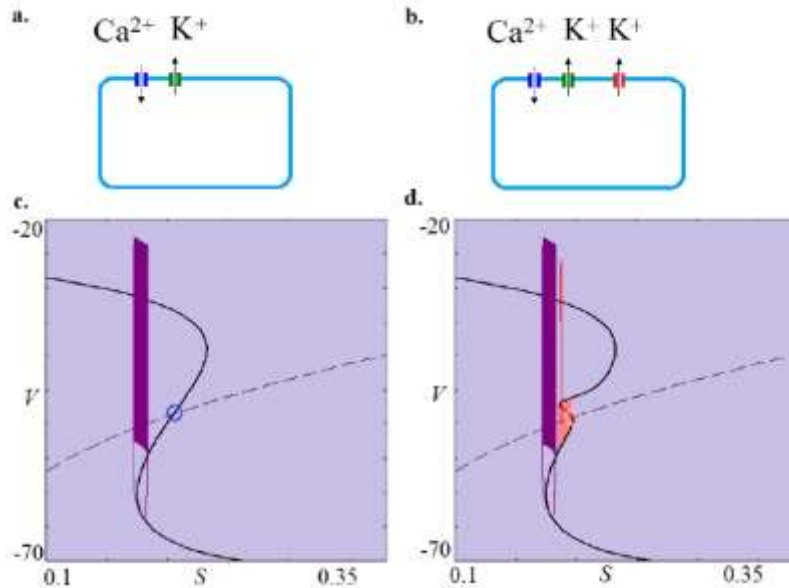 a.
b.
Ca²⁺ K⁺
Ca²⁺ K⁺ K⁺
c.
d.
-20
-20
V
V
-70
-70
0.1 S 0.35
0.1 S 0.35